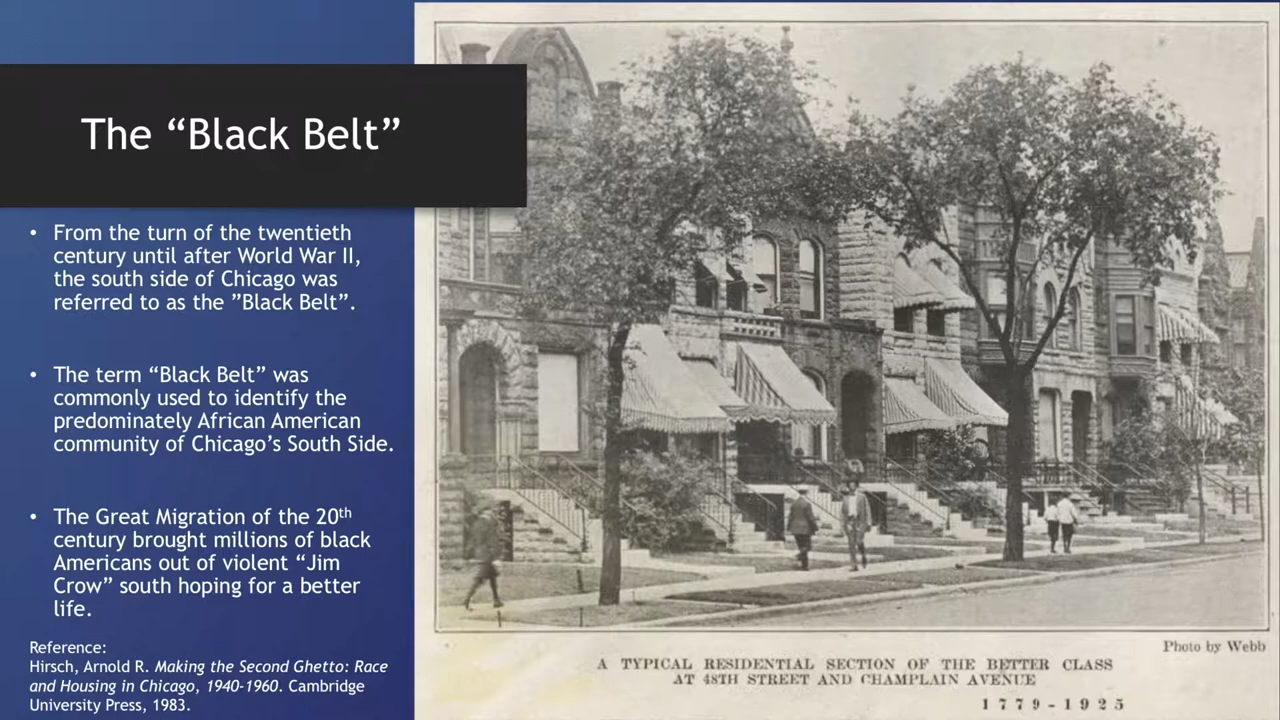 The “Black Belt”
• From the turn of the twentieth
century until after World War II,
the south side of Chicago was
referred to as the ”Black Belt”.
• The term “Black Belt” was
commonly used to identify the
predominately African American
community of Chicago’s South Side.
• The Great Migration of the 20th
century brought millions of black
Americans out of violent “Jim
Crow” south hoping for a better
life.
Reference:
Hirsch, Arnold R. Making the Second Ghetto: Race
and Housing in Chicago, 1940-1960. Cambridge
University Press, 1983.
Photo by Webb
A TYPICAL RESIDENTIAL SECTION OF THE BETTER CLASS
AT 48TH STREET AND CHAMPLAIN AVENUE
1779-1925